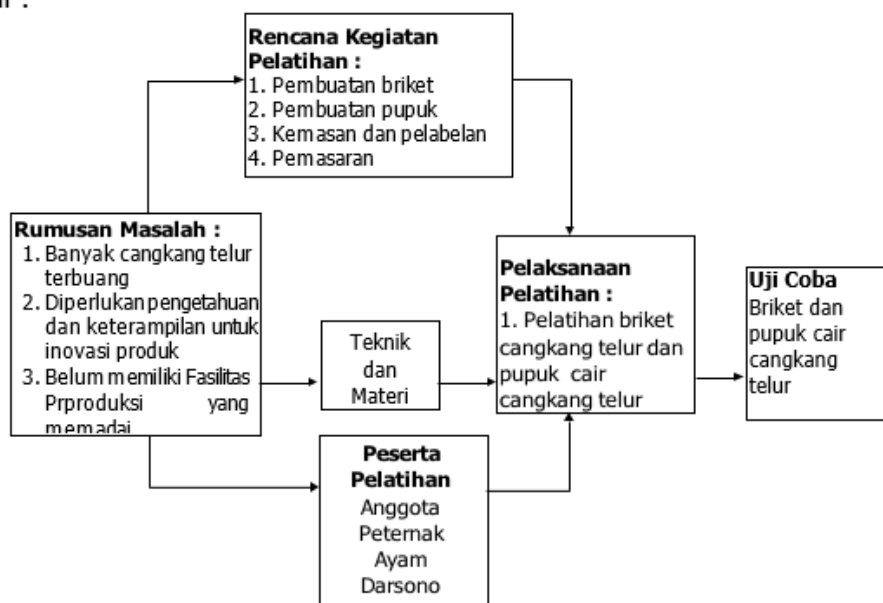 Rencana Kegiatan
Pelatihan :
1. Pembuatan briket
2. Pembuatan pupuk
3. Kemasan dan pelabelan
4. Pemasaran
Rumusan Masalah :
1. Banyak cangkang telur
terbuang
2. Diperlukan pengetahuan
dan keterampilan untuk
inovasi produk
3. Belum memiliki Fasilitas
Prproduksi yang
memadai
Teknik
dan
Materi
Peserta
Pelatihan
Anggota
Peternak
Ayam
Darsono
Pelaksanaan
Pelatihan :
1. Pelatihan briket
cangkang telur dan
pupuk cair
cangkang telur
Uji Coba
Briket dan
pupuk cair
cangkang
telur